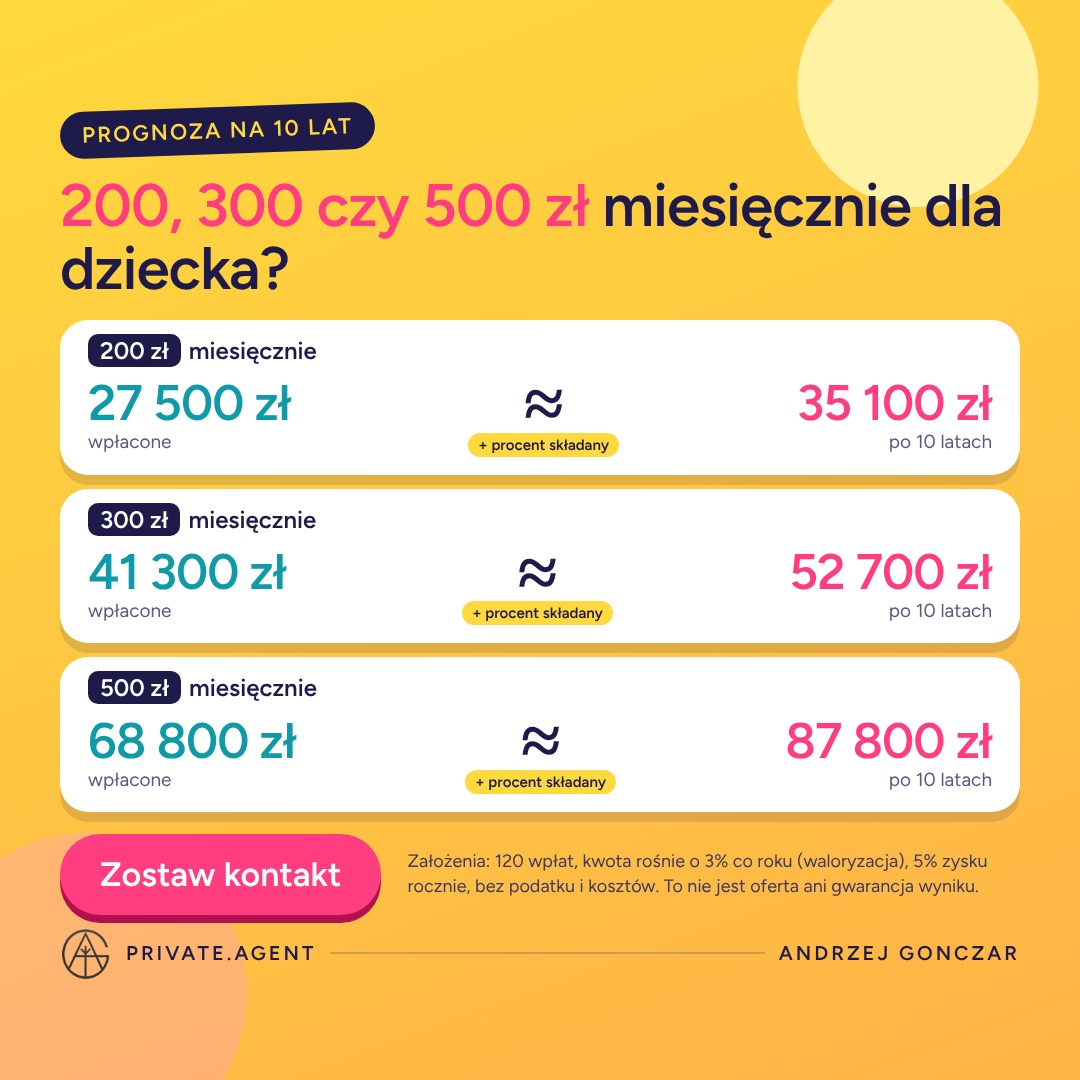 PROGNOZA NA 10 LAT
200, 300 czy 500 zł miesięcznie dla
dziecka?
200 zł miesięcznie
27 500 zł ≈ 35 100 zł
wpłacone + procent składany po 10 latach
300 zł miesięcznie
41 300 zł ≈ 52 700 zł
wpłacone + procent składany po 10 latach
500 zł miesięcznie
68 800 zł ≈ 87 800 zł
wpłacone + procent składany po 10 latach
Zostaw kontakt
Założenia: 120 wpłat, kwota rośnie o 3% co roku (waloryzacja), 5% zysku
rocznie, bez podatku i kosztów. To nie jest oferta ani gwarancja wyniku.
PRIVATE.AGENT ANDRZEJ GONCZAR